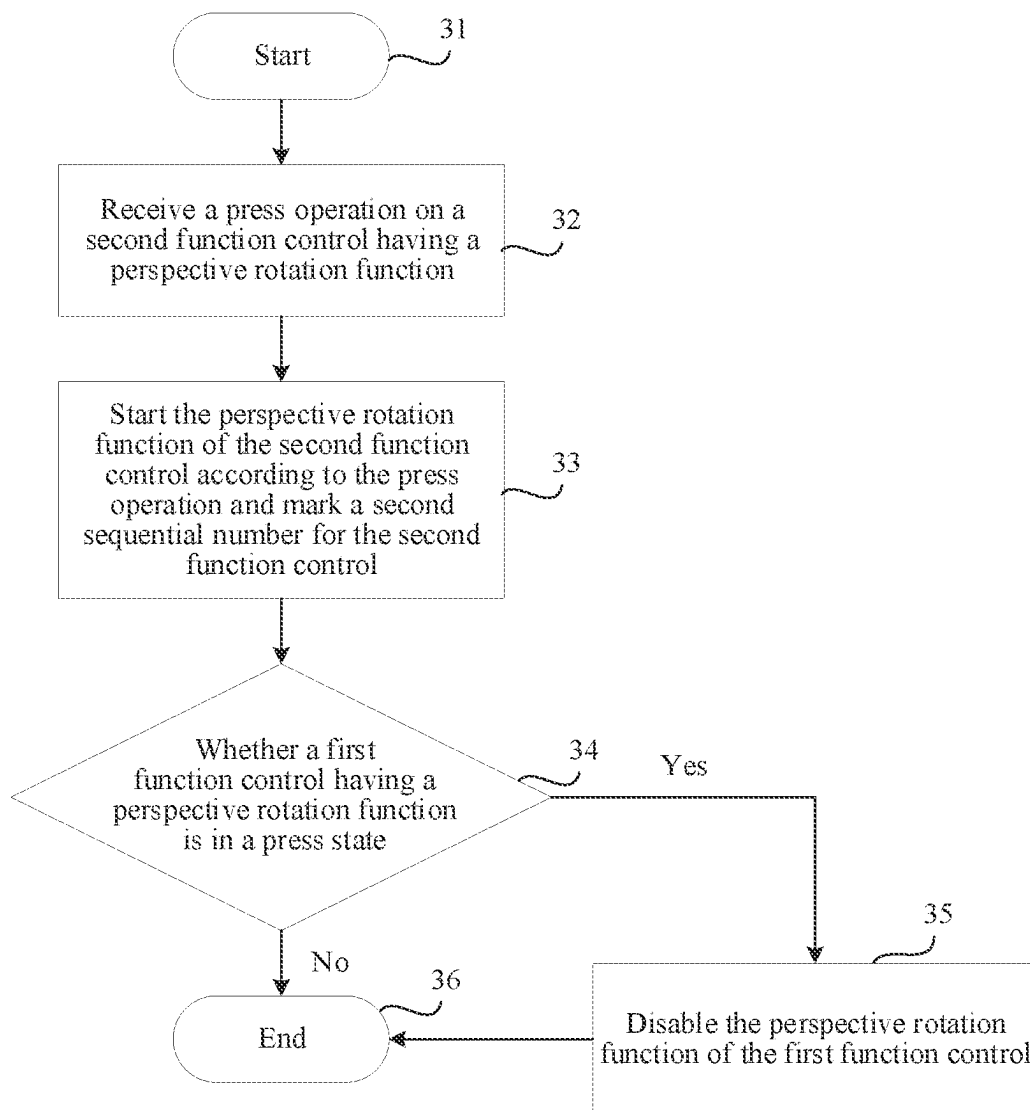 31
Start
Receive a press operation on a
second function control having a
perspective rotation function
32
Start the perspective rotation
function of the second function
control according to the press
operation and mark a second
sequential number for the second
function control
33
Whether a first
function control having a
perspective rotation function
is in a press state
34
Yes
No
35
Disable the perspective rotation
function of the first function control
36
End